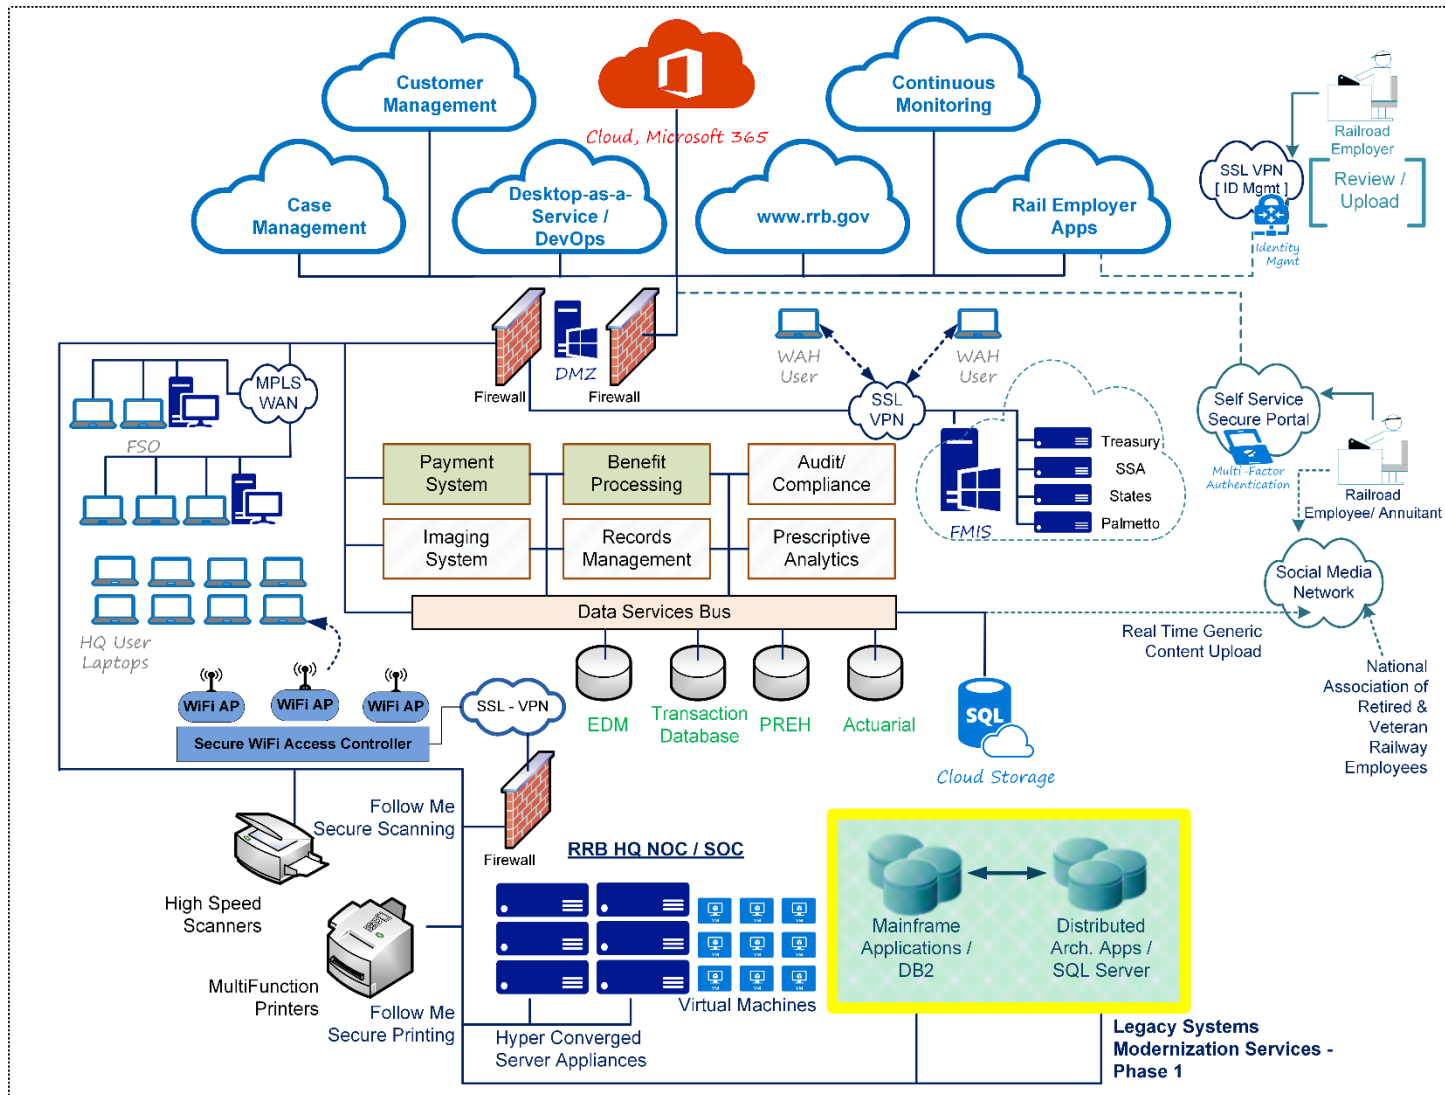 Customer
Management
Cloud, Microsoft 365
Continuous
Monitoring
Case
Management
Desktop-as-a-
Service /
DevOps
www.rrb.gov
Rail Employer
Apps
Railroad
Employer
SSL VPN
[ ID Mgmt ]
Review /
Upload
Identity
Mgmt
MPLS
WAN
FSO
Firewall
DMZ
Firewall
WAH
User
WAH
User
SSL
VPN
Self Service
Secure Portal
Multi-Factor
Authentication
Railroad
Employee/ Annuitant
Payment
System
Benefit
Processing
Audit/
Compliance
FMIS
Treasury
SSA
States
Palmetto
Imaging
System
Records
Management
Prescriptive
Analytics
Social Media
Network
HQ User
Laptops
Data Services Bus
Real Time Generic
Content Upload
National
Association of
Retired &
Veteran
Railway
Employees
WiFi AP
WiFi AP
WiFi AP
Secure WiFi Access Controller
SSL - VPN
EDM
Transaction
Database
PREH
Actuarial
SQL
Cloud Storage
Follow Me
Secure Scanning
Firewall
High Speed
Scanners
RRB HQ NOC / SOC
MultiFunction
Printers
Follow Me
Secure Printing
Virtual Machines
Hyper Converged
Server Appliances
Mainframe
Applications /
DB2
Distributed
Arch. Apps /
SQL Server
Legacy Systems
Modernization Services -
Phase 1